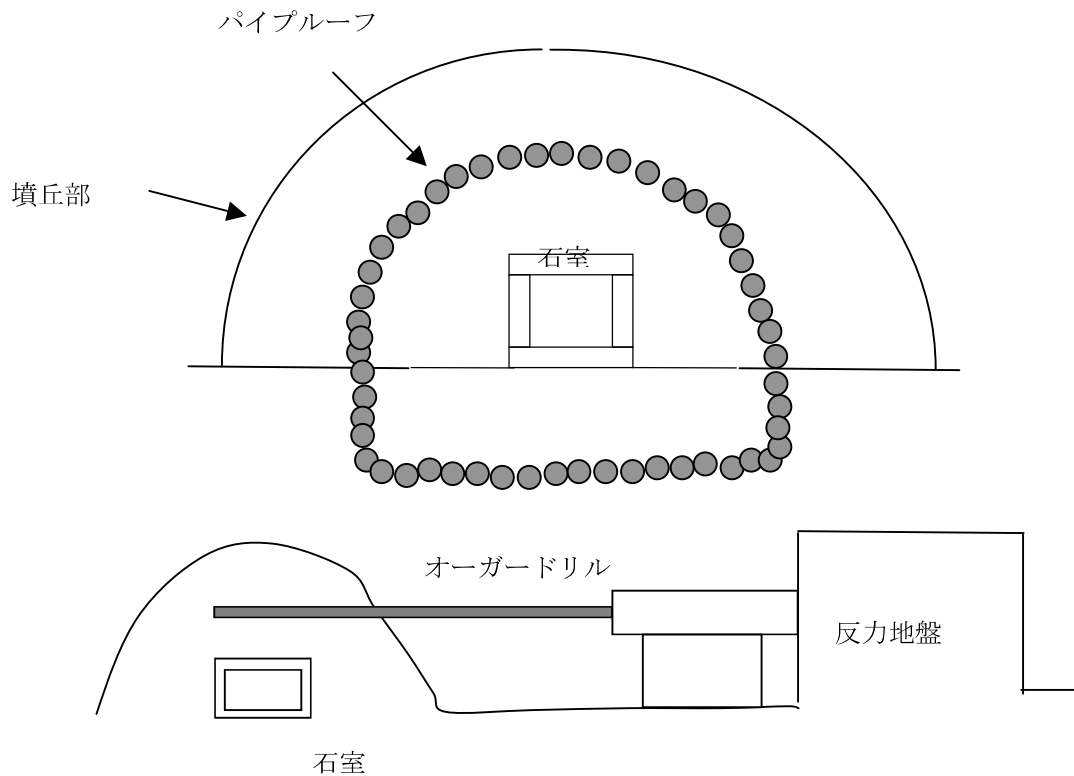 パイプルーフ
墳丘部
石室
オーガードリル
反力地盤
石室